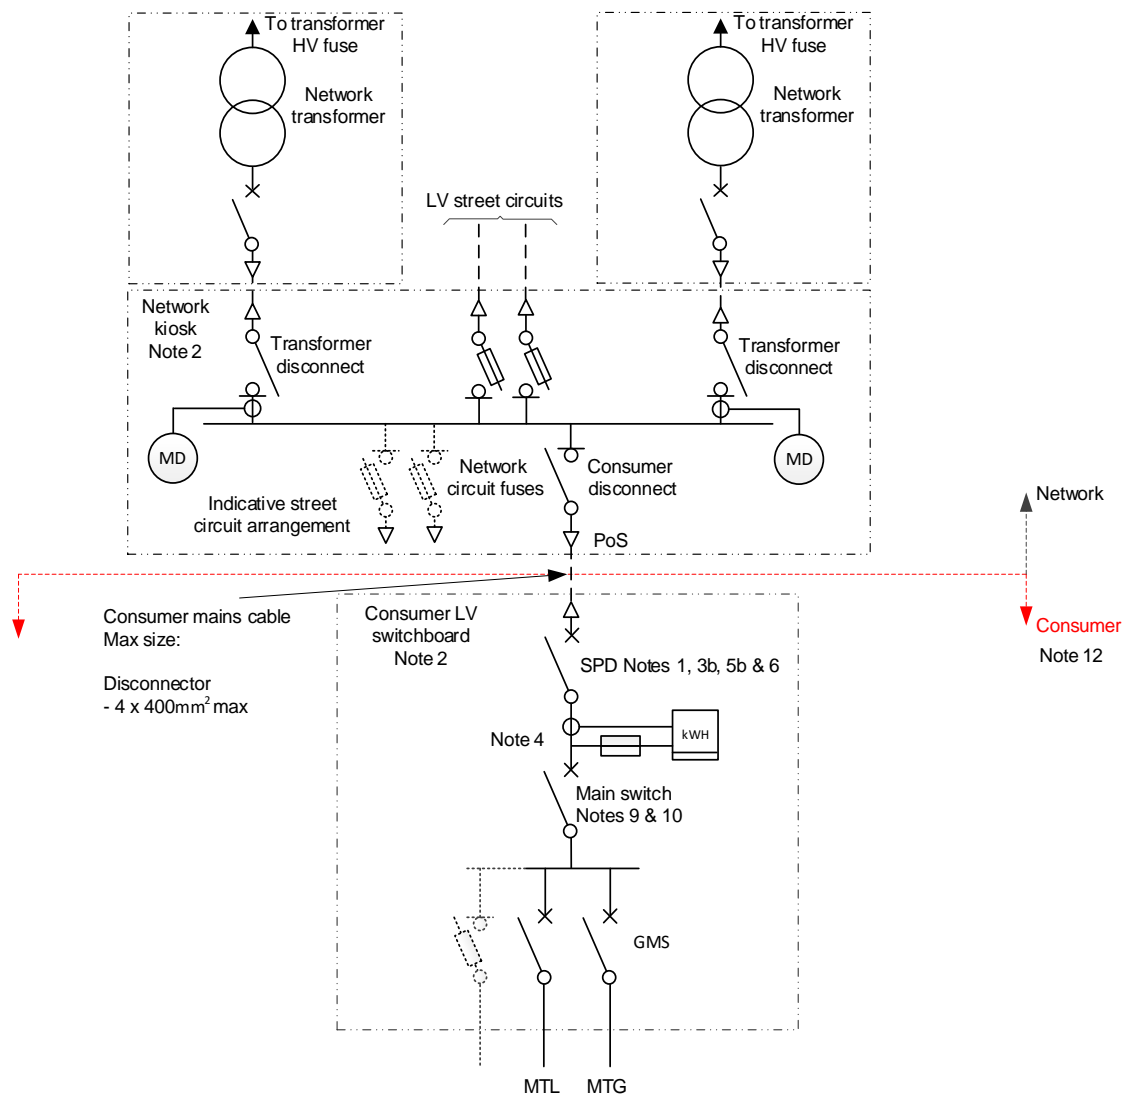 To transformer
HV fuse
Network
transformer
To transformer
HV fuse
Network
transformer
LV street circuits
Network
kiosk
Note 2
Transformer
disconnect
Transformer
disconnect
MD
MD
Network
circuit fuses
Consumer
disconnect
Indicative street
circuit arrangement
PoS
Network
Consumer
Note 12
Consumer mains cable
Max size:
Disconnector
- 4 x 400mm² max
Consumer LV
switchboard
Note 2
SPD Notes 1, 3b, 5b & 6
Note 4
kWH
Main switch
Notes 9 & 10
GMS
MTL
MTG